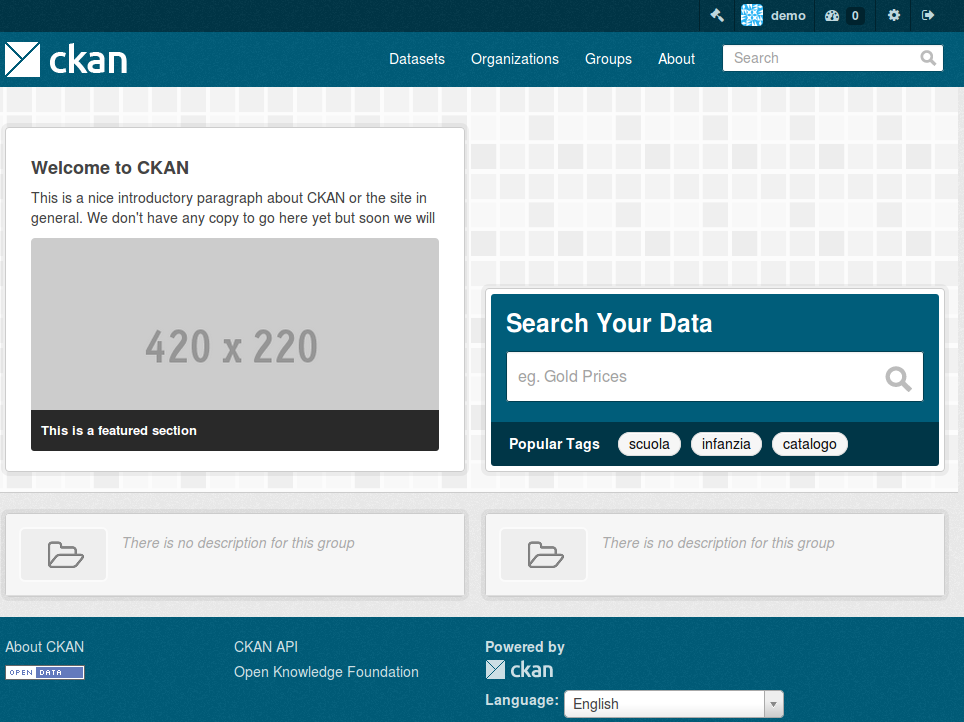 demo 0
ckan Datasets Organizations Groups About Search
Welcome to CKAN
This is a nice introductory paragraph about CKAN or the site in
general. We don't have any copy to go here yet but soon we will
420 x 220
This is a featured section
Search Your Data
eg. Gold Prices
Popular Tags scuola infanzia catalogo
There is no description for this group
There is no description for this group
About CKAN
OPEN DATA
CKAN API
Open Knowledge Foundation
Powered by
ckan
Language: English